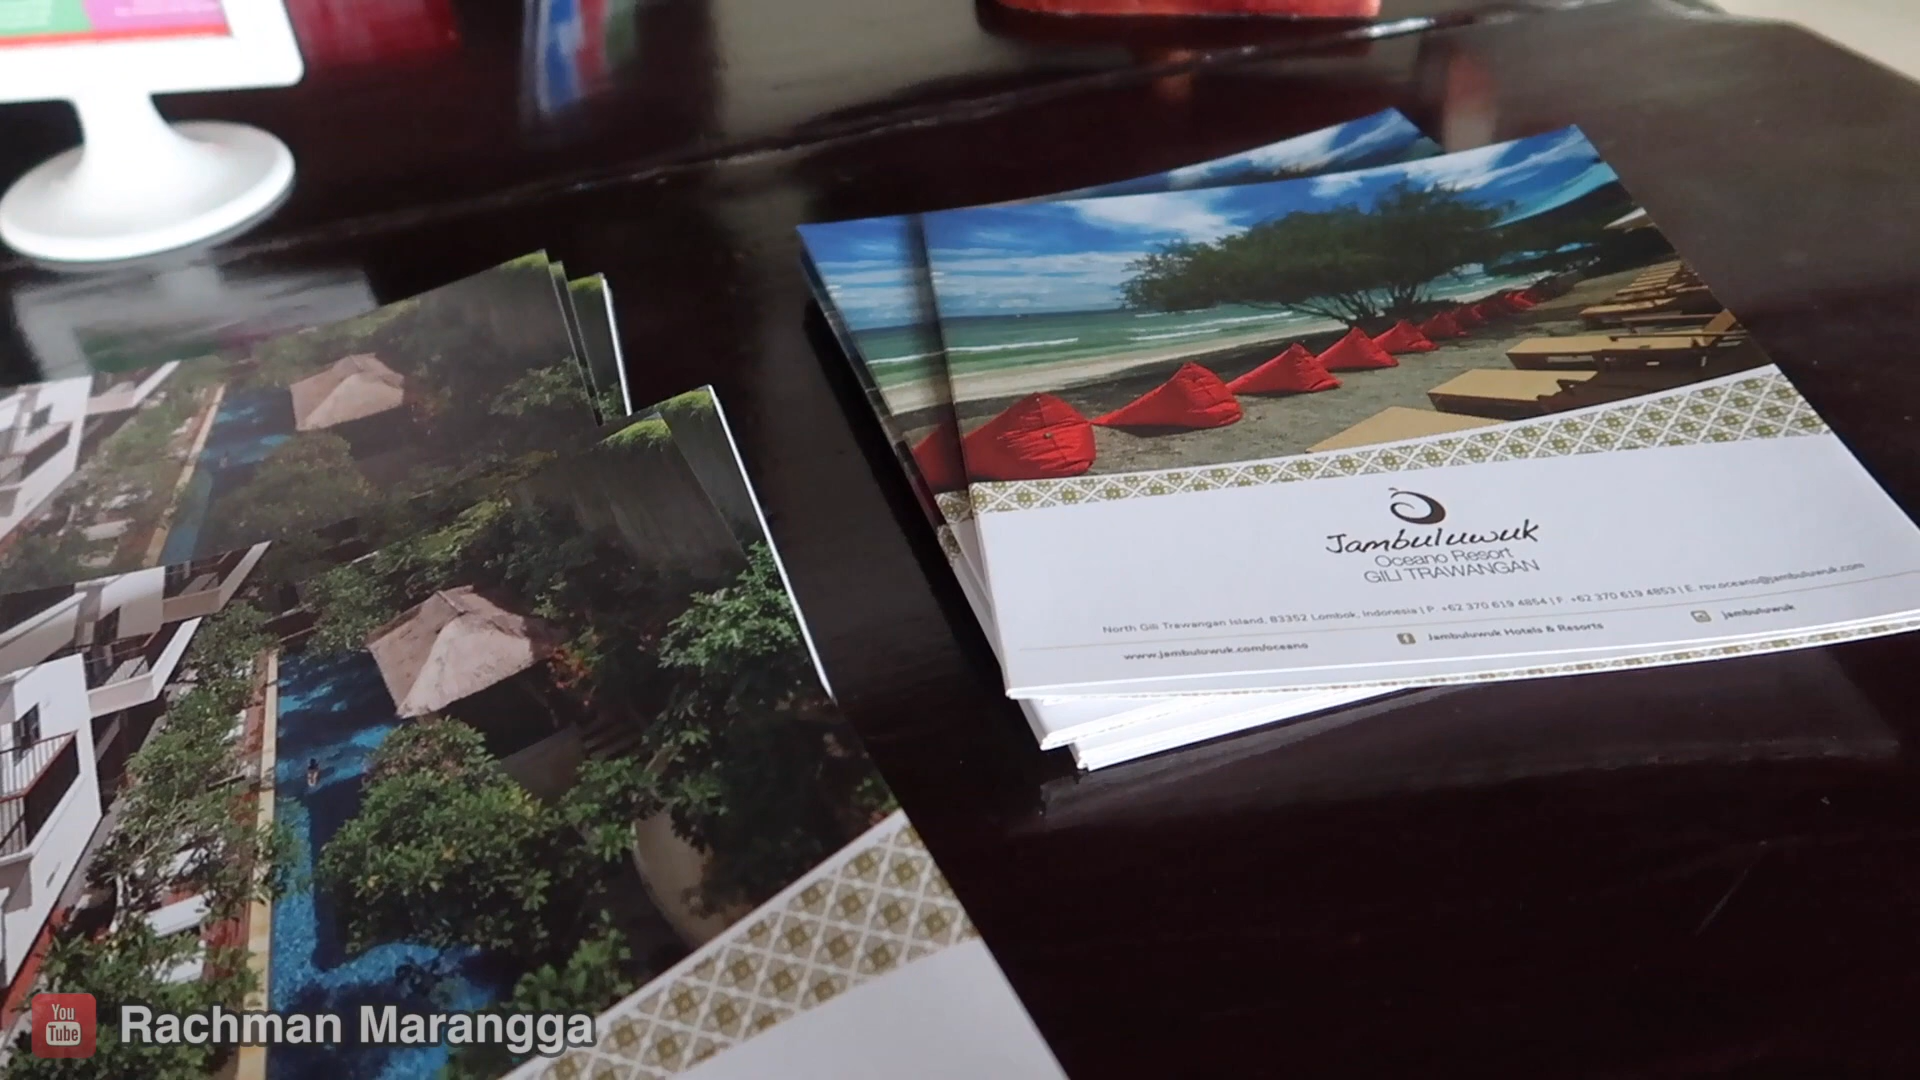 Jambuluwuk
Oceano Resort
GILI TRAWANGAN
North Gili Trawangan Island, 83352 Lombok, Indonesia | P. +62 370 619 4854 | F. +62 370 619 4853 | E. rsv.oceano@jambuluwuk.com
www.jambuluwuk.com/oceano Jambuluwuk Hotels & Resorts jambuluwuk
You
Tube
Rachman Marangga